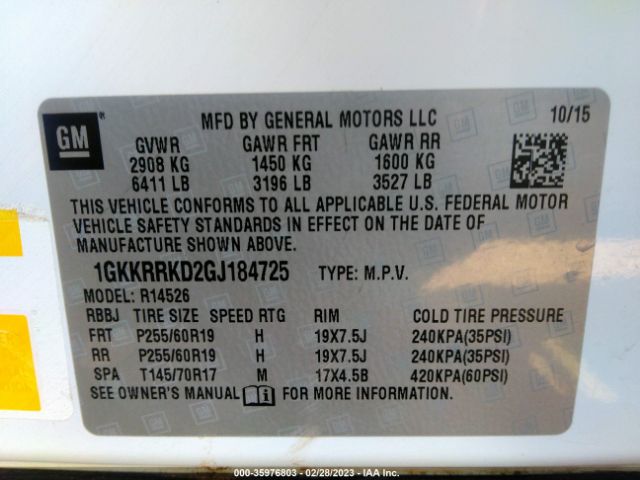 GM
MFD BY GENERAL MOTORS LLC 10/15
GVWR GAWR FRT GAWR RR
2908 KG 1450 KG 1600 KG
6411 LB 3196 LB 3527 LB
THIS VEHICLE CONFORMS TO ALL APPLICABLE U.S. FEDERAL MOTOR
VEHICLE SAFETY STANDARDS IN EFFECT ON THE DATE OF
MANUFACTURE SHOWN ABOVE.
1GKKRRKD2GJ184725 TYPE: M.P.V.
MODEL: R14526
RBBJ TIRE SIZE SPEED RTG RIM COLD TIRE PRESSURE
FRT P255/60R19 H 19X7.5J 240KPA(35PSI)
RR P255/60R19 H 19X7.5J 240KPA(35PSI)
SPA T145/70R17 M 17X4.5B 420KPA(60PSI)
SEE OWNER'S MANUAL FOR MORE INFORMATION.
000-35976803 - 02/28/2023 - IAA Inc.